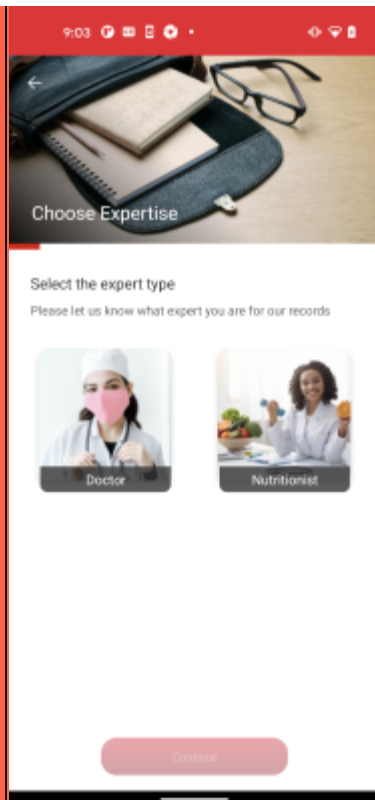 9:03
Choose Expertise
Select the expert type
Please let us know what expert you are for our records
Doctor
Nutritionist
Continue